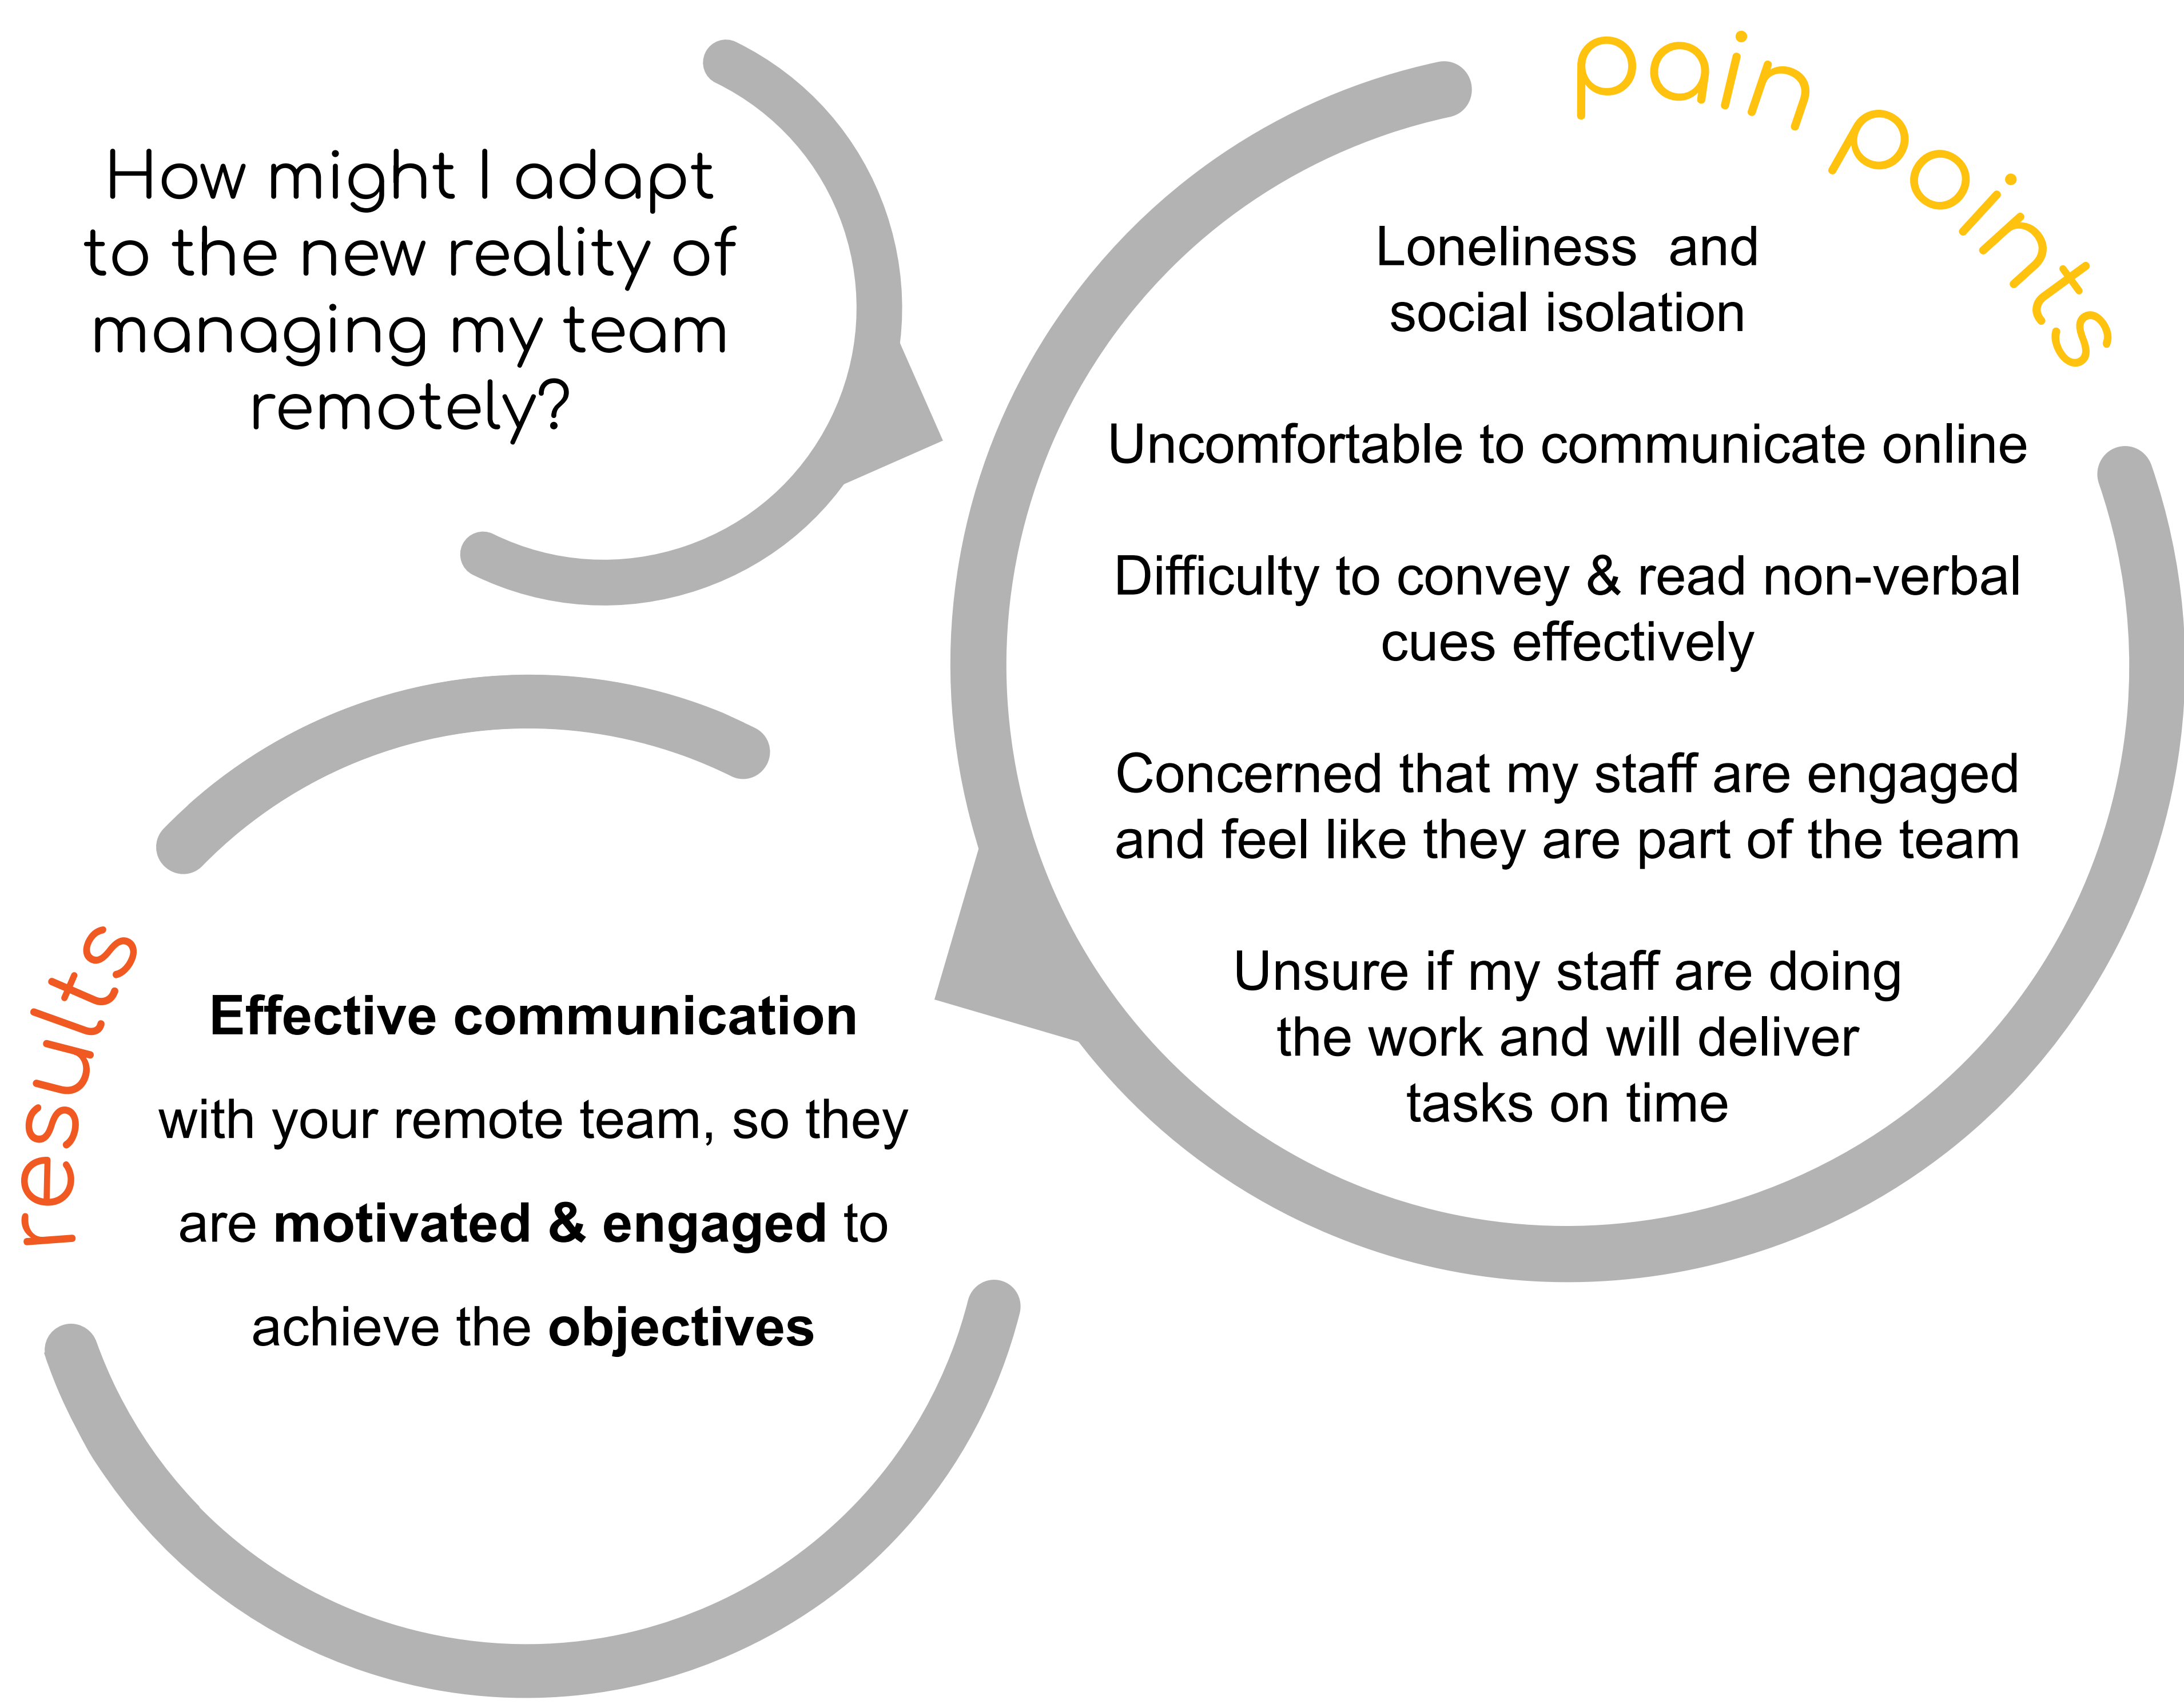 How might I adapt
to the new reality of
managing my team
remotely?
pain points
Loneliness and
social isolation
Uncomfortable to communicate online
Difficulty to convey & read non-verbal
cues effectively
Concerned that my staff are engaged
and feel like they are part of the team
Unsure if my staff are doing
the work and will deliver
tasks on time
results
Effective communication
with your remote team, so they
are motivated & engaged to
achieve the objectives